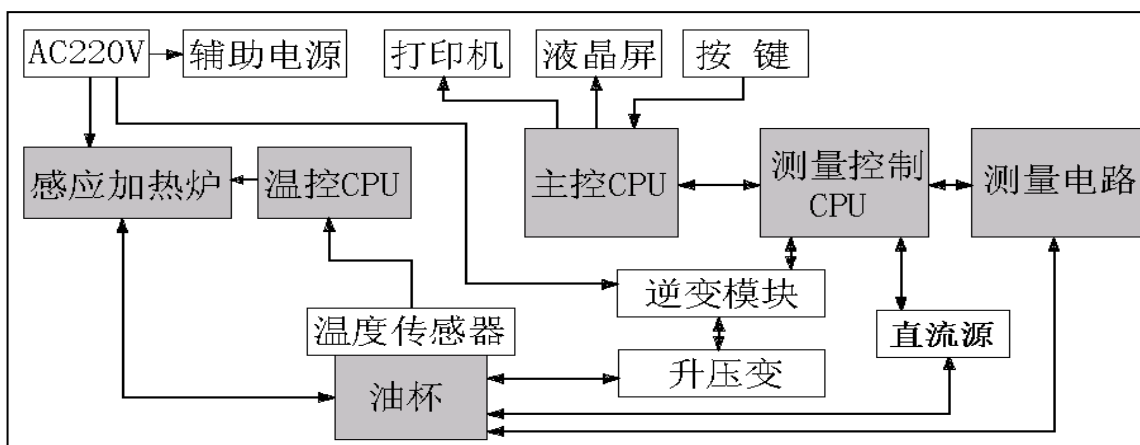 AC220V
辅助电源
打印机
液晶屏
按 键
感应加热炉
温控CPU
主控CPU
测量控制
CPU
测量电路
逆变模块
温度传感器
直流源
升压变
油杯